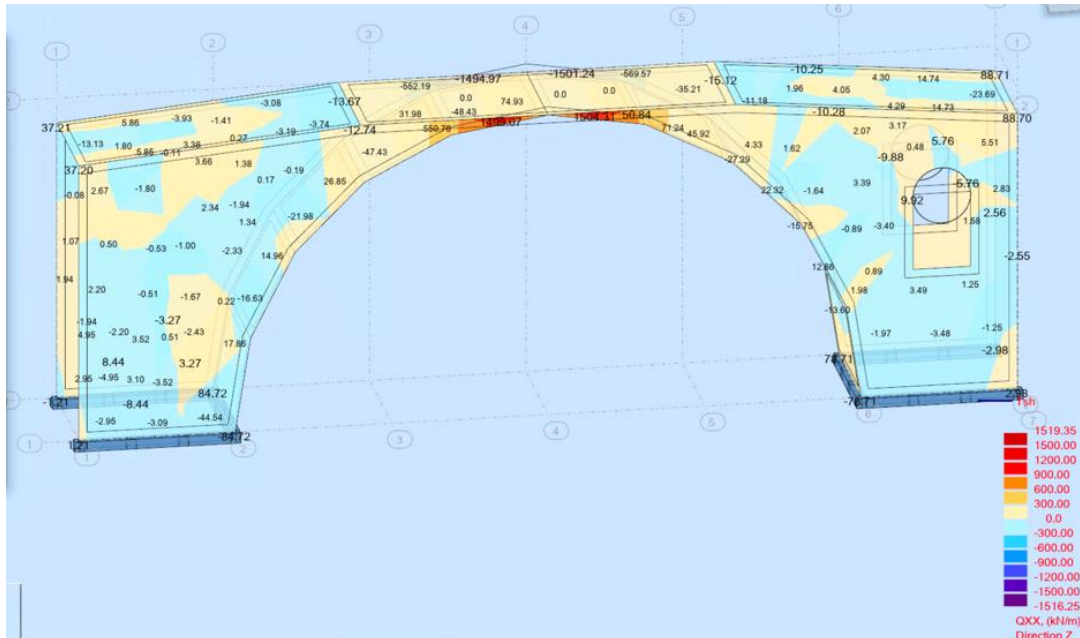 1 2 3 4 5 6 7
-1494.97 -1501.24 -569.57 -15.12 -10.25 4.30 14.74 88.71
-552.19 0.0 74.93 0.0 0.0 -35.21 1.96 4.05 -23.69
-3.08 -13.67 31.98 -48.43 -11.18 4.29 14.73
5.86 -3.93 -1.41 -3.74 -12.74 550.78 1504.31 50.84 -10.28 88.70
37.21 -13.13 1.80 3.38 0.27 -3.19 71.24 45.92 2.07 3.17
5.86 -0.11 -47.43 4.33 1.62 0.48 5.76 5.51
37.20 3.66 1.38 -0.19 -27.29 -9.88
-0.08 2.67 -1.80 0.17 26.85 22.32 -1.64 3.39 -5.76 2.83
2.34 -1.94 -21.98 9.92 2.56
1.34 -15.75 -0.89 -3.40 1.58
1.07 0.50 -0.53 -1.00 -2.33 14.96 -2.55
1.94 12.86 0.89
2.20 -0.51 -1.67 0.22 -16.63 1.98 3.49 1.25
-1.94 -3.27 -13.60
4.95 -2.20 3.52 0.51 -2.43 17.86 -1.97 -3.48 -1.25
8.44 3.27 -2.98
2.95 -4.95 3.10 -3.52 84.72
-1.21 -8.44 -78.71 2.98
-2.95 -3.09 -44.54
1.21 -84.72
1 1 2 3 4 5 6 7
Tsh
1519.35
1500.00
1200.00
900.00
600.00
300.00
0.0
-300.00
-600.00
-900.00
-1200.00
-1500.00
-1516.25
QXX, (kN/m)
Direction Z